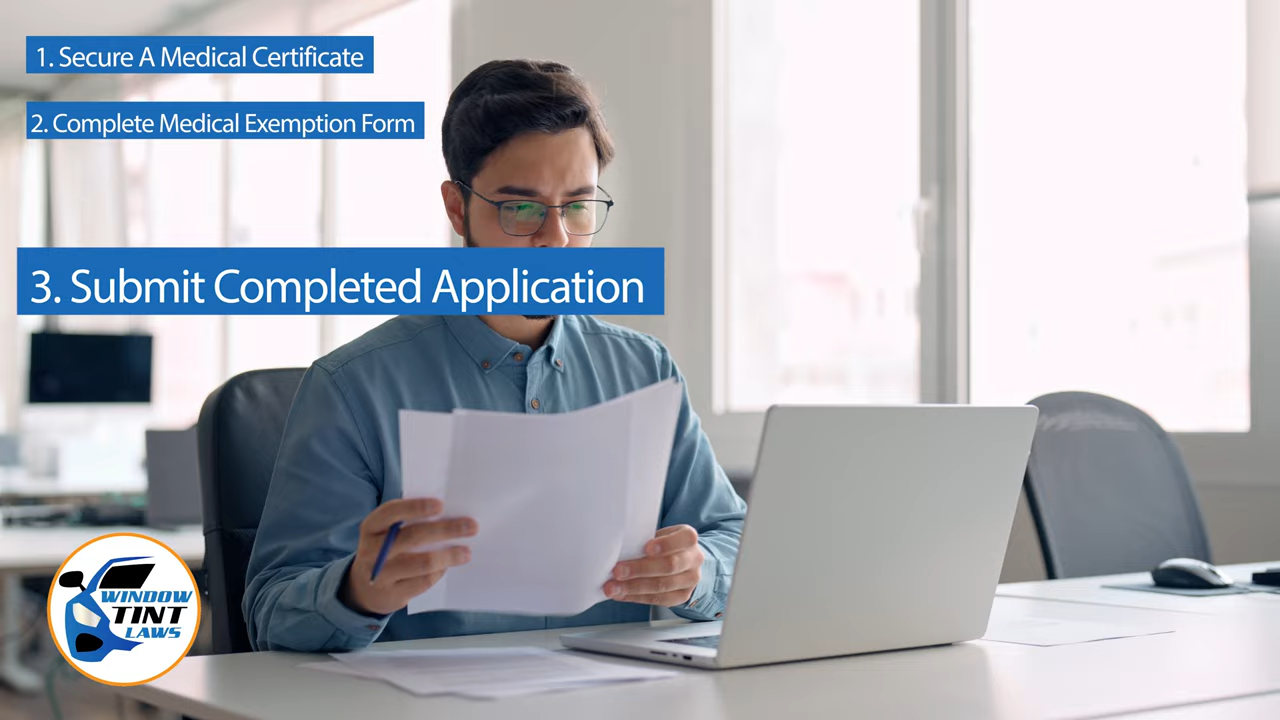 1. Secure A Medical Certificate
2. Complete Medical Exemption Form
3. Submit Completed Application
WINDOW
TINT
LAWS